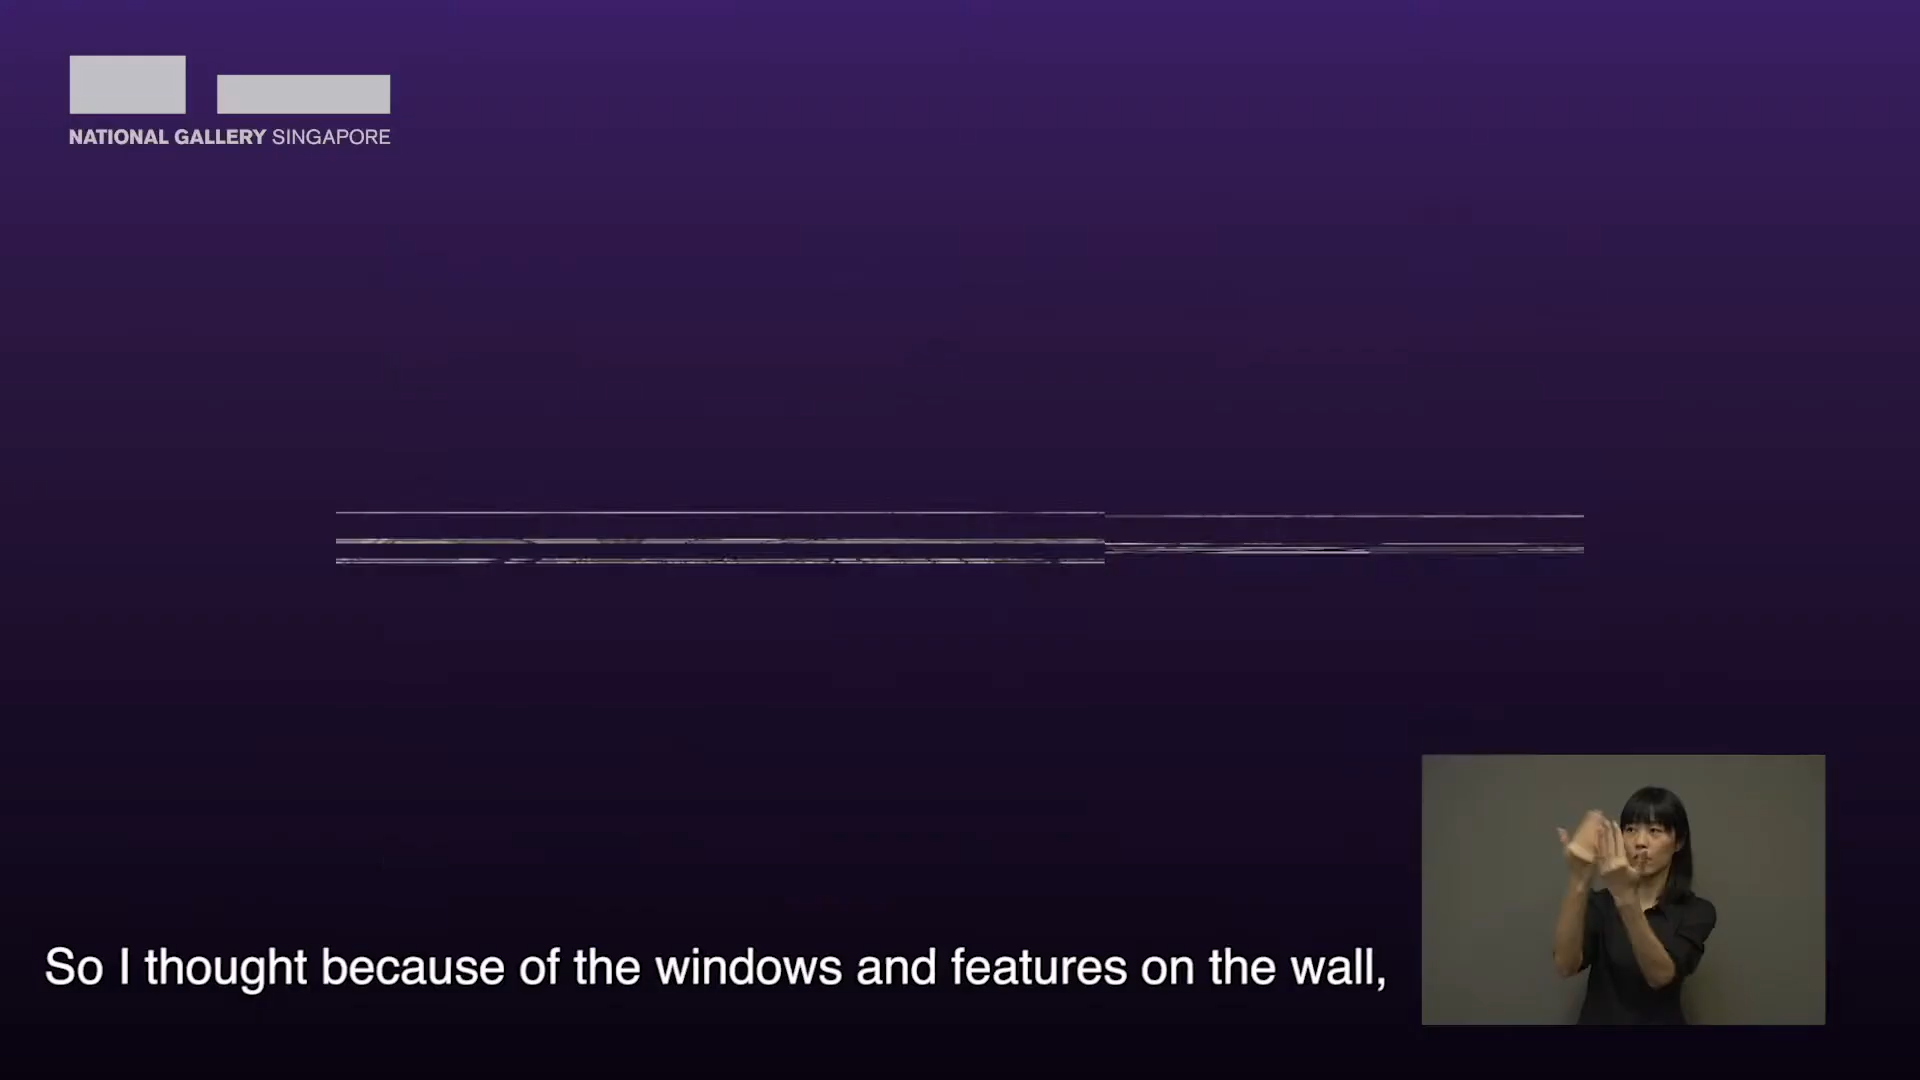 NATIONAL GALLERY SINGAPORE
So I thought because of the windows and features on the wall,